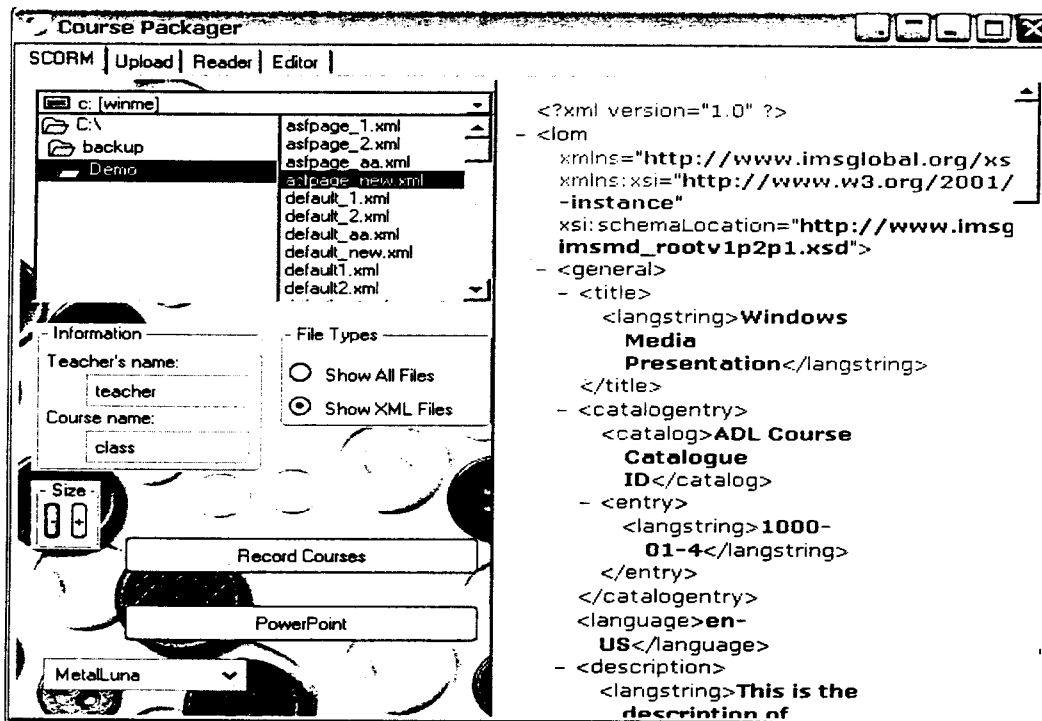 Course Packager
SCORM Upload Reader Editor
c: [winme]
C:\
backup
Demo
asfpage_1.xml
asfpage_2.xml
asfpage_aa.xml
asfpage_new.xml
default_1.xml
default_2.xml
default_aa.xml
default_new.xml
default1.xml
default2.xml
Information
Teacher's name:
teacher
Course name:
class
File Types
Show All Files
Show XML Files
Size
- +
Record Courses
PowerPoint
MetalLuna
<?xml version="1.0" ?>
- <lom
xmlns="http://www.imsglobal.org/xs
xmlns:xsi="http://www.w3.org/2001/
-instance"
xsi:schemaLocation="http://www.imsg
imsmd_rootv1p2p1.xsd">
- <general>
- <title>
<langstring>Windows
Media
Presentation</langstring>
</title>
- <catalogentry>
<catalog>ADL Course
Catalogue
ID</catalog>
- <entry>
<langstring>1000-
01-4</langstring>
</entry>
</catalogentry>
<language>en-
US</language>
- <description>
<langstring>This is the
description of